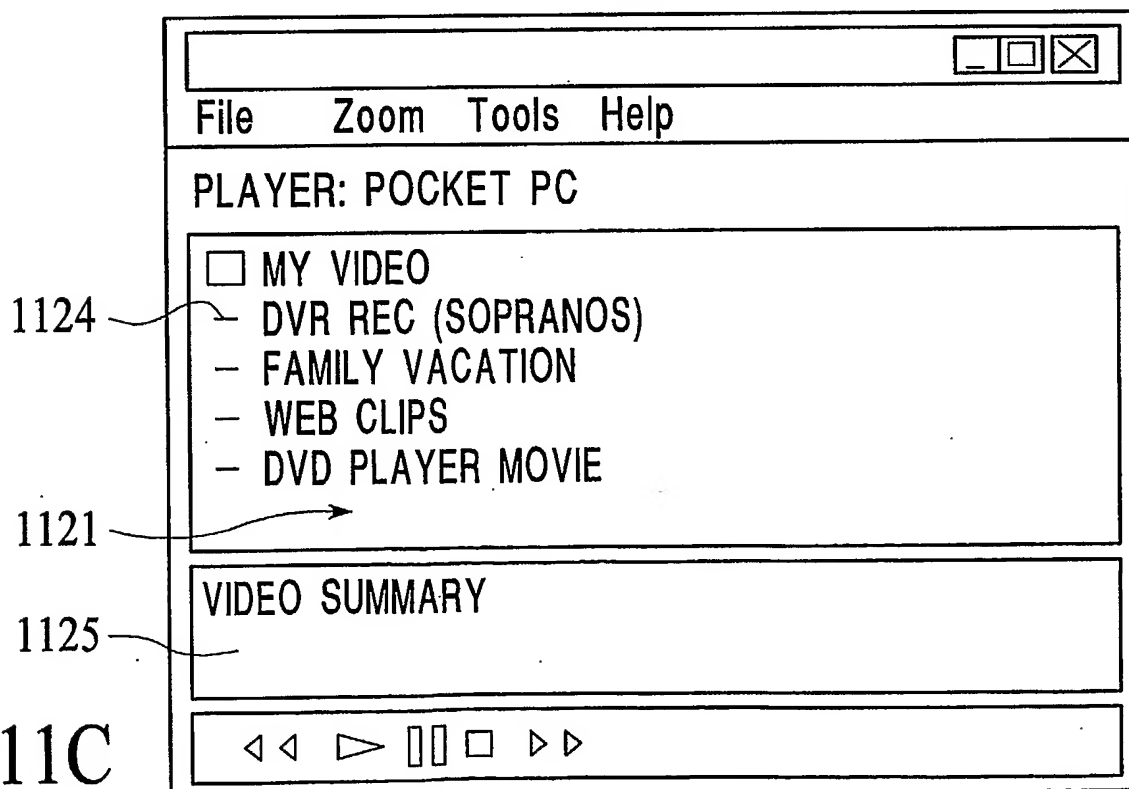 File Zoom Tools Help
PLAYER: POCKET PC
MY VIDEO
1124
– DVR REC (SOPRANOS)
– FAMILY VACATION
– WEB CLIPS
– DVD PLAYER MOVIE
1121
VIDEO SUMMARY
1125
11C